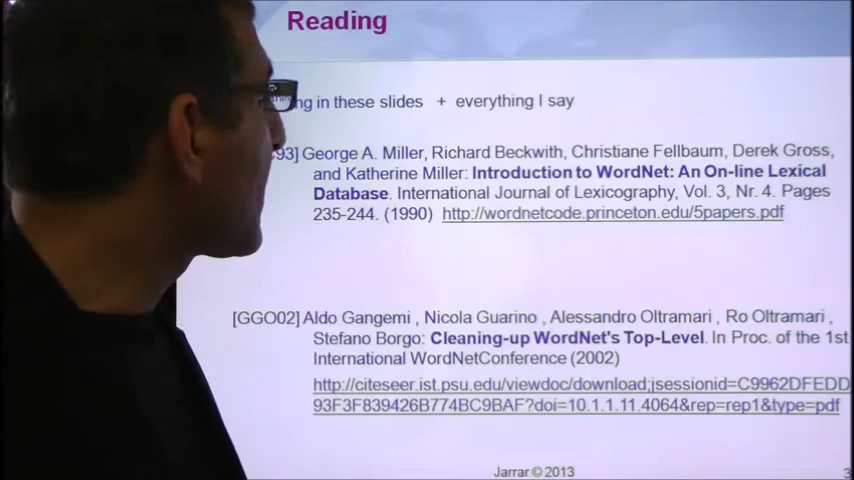 Reading
ng in these slides + everything I say
93] George A. Miller, Richard Beckwith, Christiane Fellbaum, Derek Gross,
and Katherine Miller: Introduction to WordNet: An On-line Lexical
Database. International Journal of Lexicography, Vol. 3, Nr. 4. Pages
235-244. (1990) http://wordnetcode.princeton.edu/5papers.pdf
[GGO02] Aldo Gangemi , Nicola Guarino , Alessandro Oltramari , Ro Oltramari ,
Stefano Borgo: Cleaning-up WordNet's Top-Level. In Proc. of the 1st
International WordNetConference (2002)
http://citeseer.ist.psu.edu/viewdoc/download;jsessionid=C9962DFEDD
93F3F839426B774BC9BAF?doi=10.1.1.11.4064&rep=rep1&type=pdf
Jarrar © 2013
3